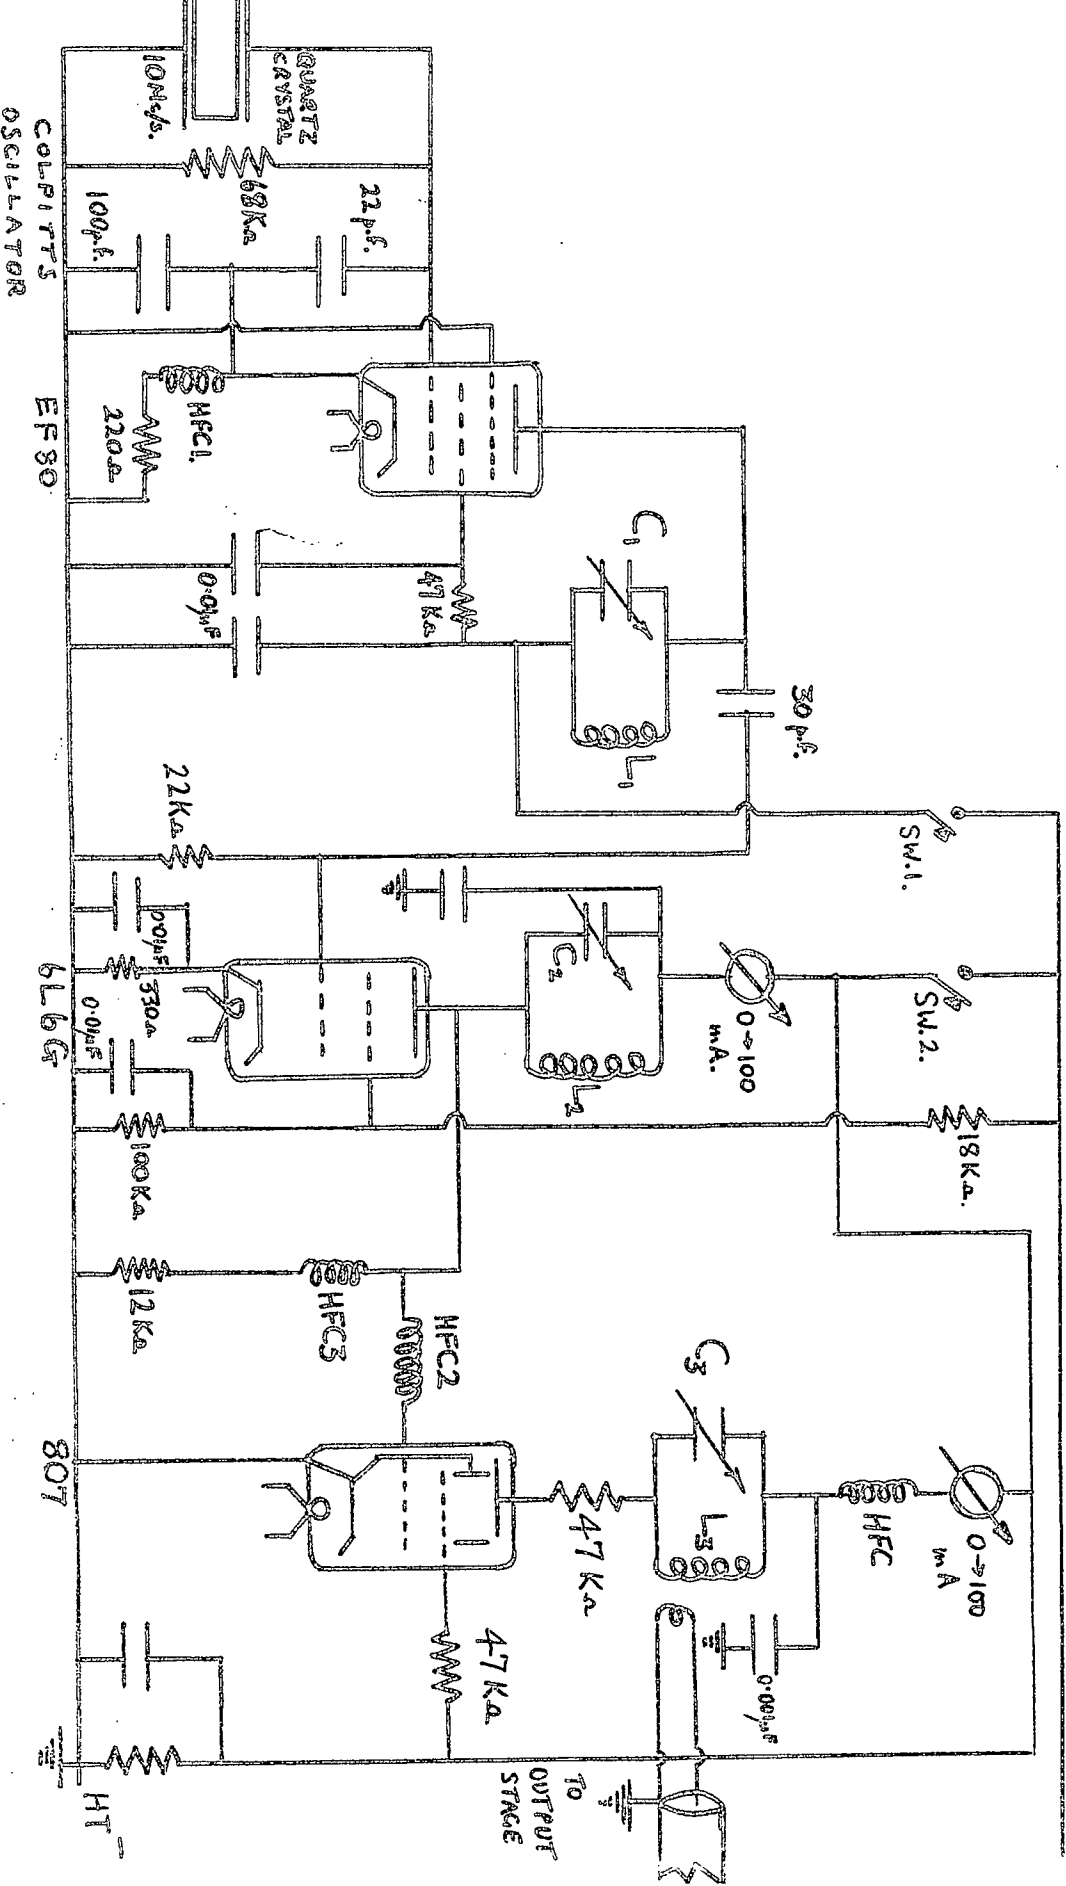 QUARTZ
CRYSTAL
10Mc/s.
68KΩ
22p.f.
100p.f.
COLPITTS
OSCILLATOR
HFC1.
220Ω
EF80
C1
L1
47KΩ
0.01µF
30p.f.
SW.1.
22KΩ
C2
L2
0→100
mA.
SW.2.
18KΩ.
0.01µF
330Ω
0.01µF
6L6G
100KΩ
12KΩ
HFC3
HFC2
807
C3
L3
HFC
0→100
mA
47KΩ
47KΩ
0.001µF
TO
OUTPUT
STAGE
HT-